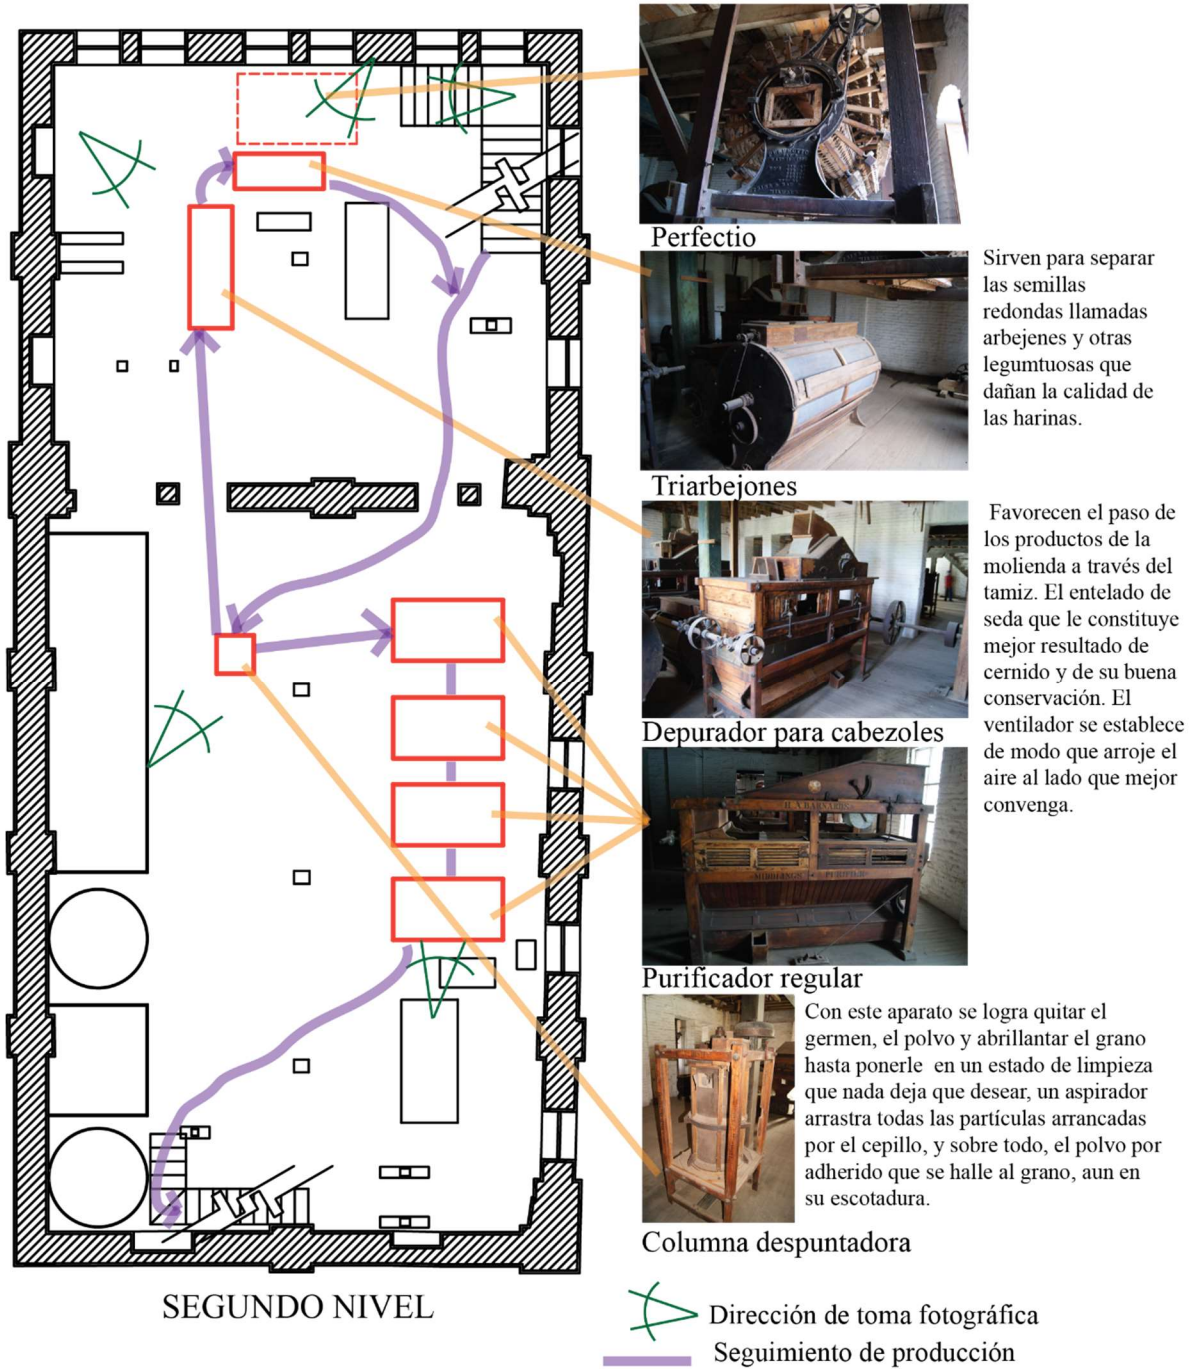 Perfectio
Sirven para separar
las semillas
redondas llamadas
arbejenes y otras
legumtuosas que
dañan la calidad de
las harinas.
Triarbejones
Favorecen el paso de
los productos de la
molienda a través del
tamiz. El entelado de
seda que le constituye
mejor resultado de
cernido y de su buena
conservación. El
ventilador se establece
de modo que arroje el
aire al lado que mejor
convenga.
Depurador para cabezoles
Purificador regular
Con este aparato se logra quitar el
germen, el polvo y abrillantar el grano
hasta ponerle en un estado de limpieza
que nada deja que desear, un aspirador
arrastra todas las partículas arrancadas
por el cepillo, y sobre todo, el polvo por
adherido que se halle al grano, aun en
su escotadura.
Columna despuntadora
SEGUNDO NIVEL
Dirección de toma fotográfica
Seguimiento de producción